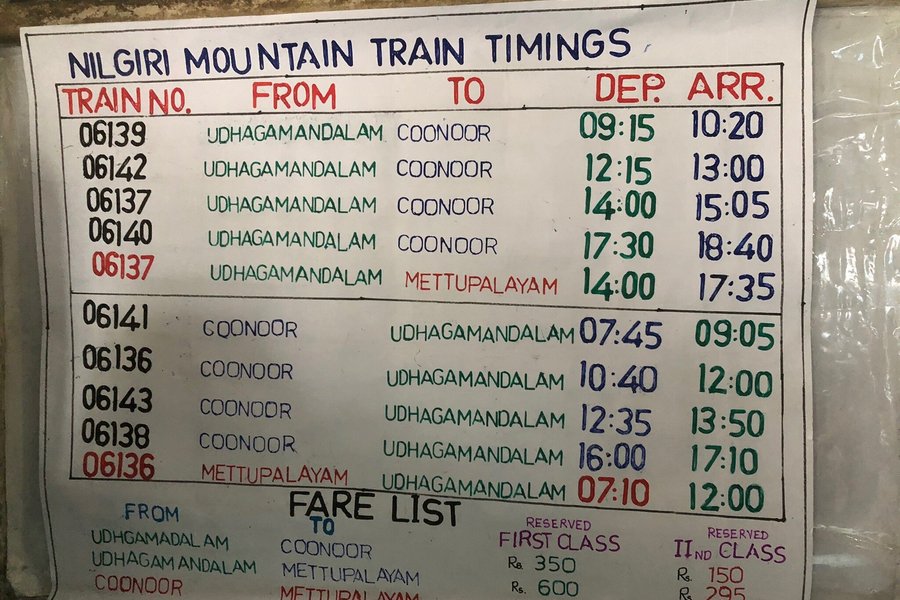 NILGIRI MOUNTAIN TRAIN TIMINGS
TRAIN NO. FROM TO DEP. ARR.
06139 UDHAGAMANDALAM COONOOR 09:15 10:20
06142 UDHAGAMANDALAM COONOOR 12:15 13:00
06137 UDHAGAMANDALAM COONOOR 14:00 15:05
06140 UDHAGAMANDALAM COONOOR 17:30 18:40
06137 UDHAGAMANDALAM METTUPALAYAM 14:00 17:35
06141 COONOOR UDHAGAMANDALAM 07:45 09:05
06136 COONOOR UDHAGAMANDALAM 10:40 12:00
06143 COONOOR UDHAGAMANDALAM 12:35 13:50
06138 COONOOR UDHAGAMANDALAM 16:00 17:10
06136 METTUPALAYAM UDHAGAMANDALAM 07:10 12:00
FARE LIST
FROM TO RESERVED FIRST CLASS RESERVED IIND CLASS
UDHGAMADALAM COONOOR Rs. 350 Rs. 150
UDHAGAMANDALAM METTUPALAYAM Rs. 600 Rs. 295
COONOOR METTUPALAYAM